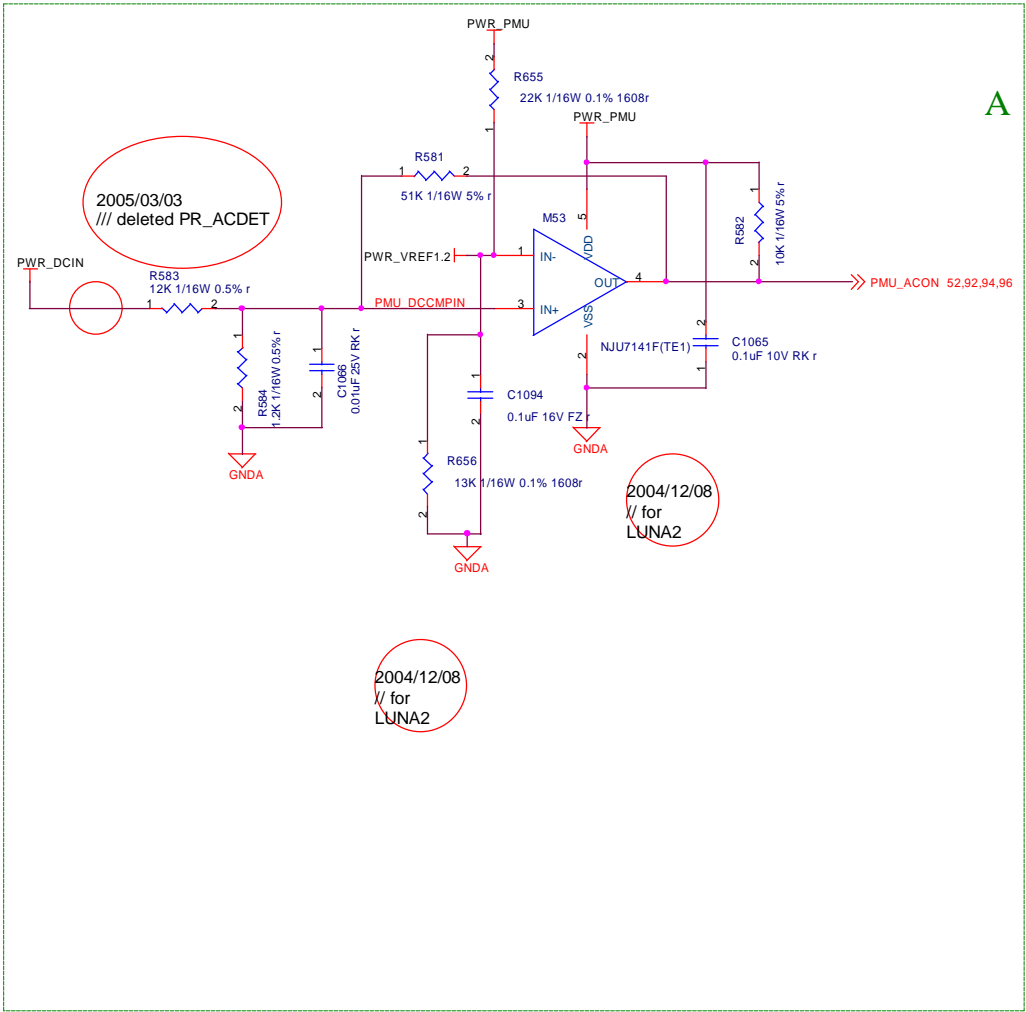 PWR_PMU
2
R655
22K 1/16W 0.1% 1608r
1
A
PWR_PMU
R581
1
2
51K 1/16W 5% r
2005/03/03
/// deleted PR_ACDET
M53
5
VDD
1
R582
10K 1/16W 5% r
2
PWR_DCIN
PWR_VREF1.2
1
IN-
R583
12K 1/16W 0.5% r
1
2
OUT
4
PMU_ACON 52,92,94,96
PMU_DCCMPIN
3
IN+
VSS
2
NJU7141F(TE1)
2
C1065
0.1uF 10V RK r
1
1
R584
1.2K 1/16W 0.5% r
2
1
C1066
0.01uF 25V RK r
2
1
C1094
0.1uF 16V FZ r
2
GNDA
GNDA
1
R656
13K 1/16W 0.1% 1608r
2
GNDA
2004/12/08
// for
LUNA2
2004/12/08
// for
LUNA2